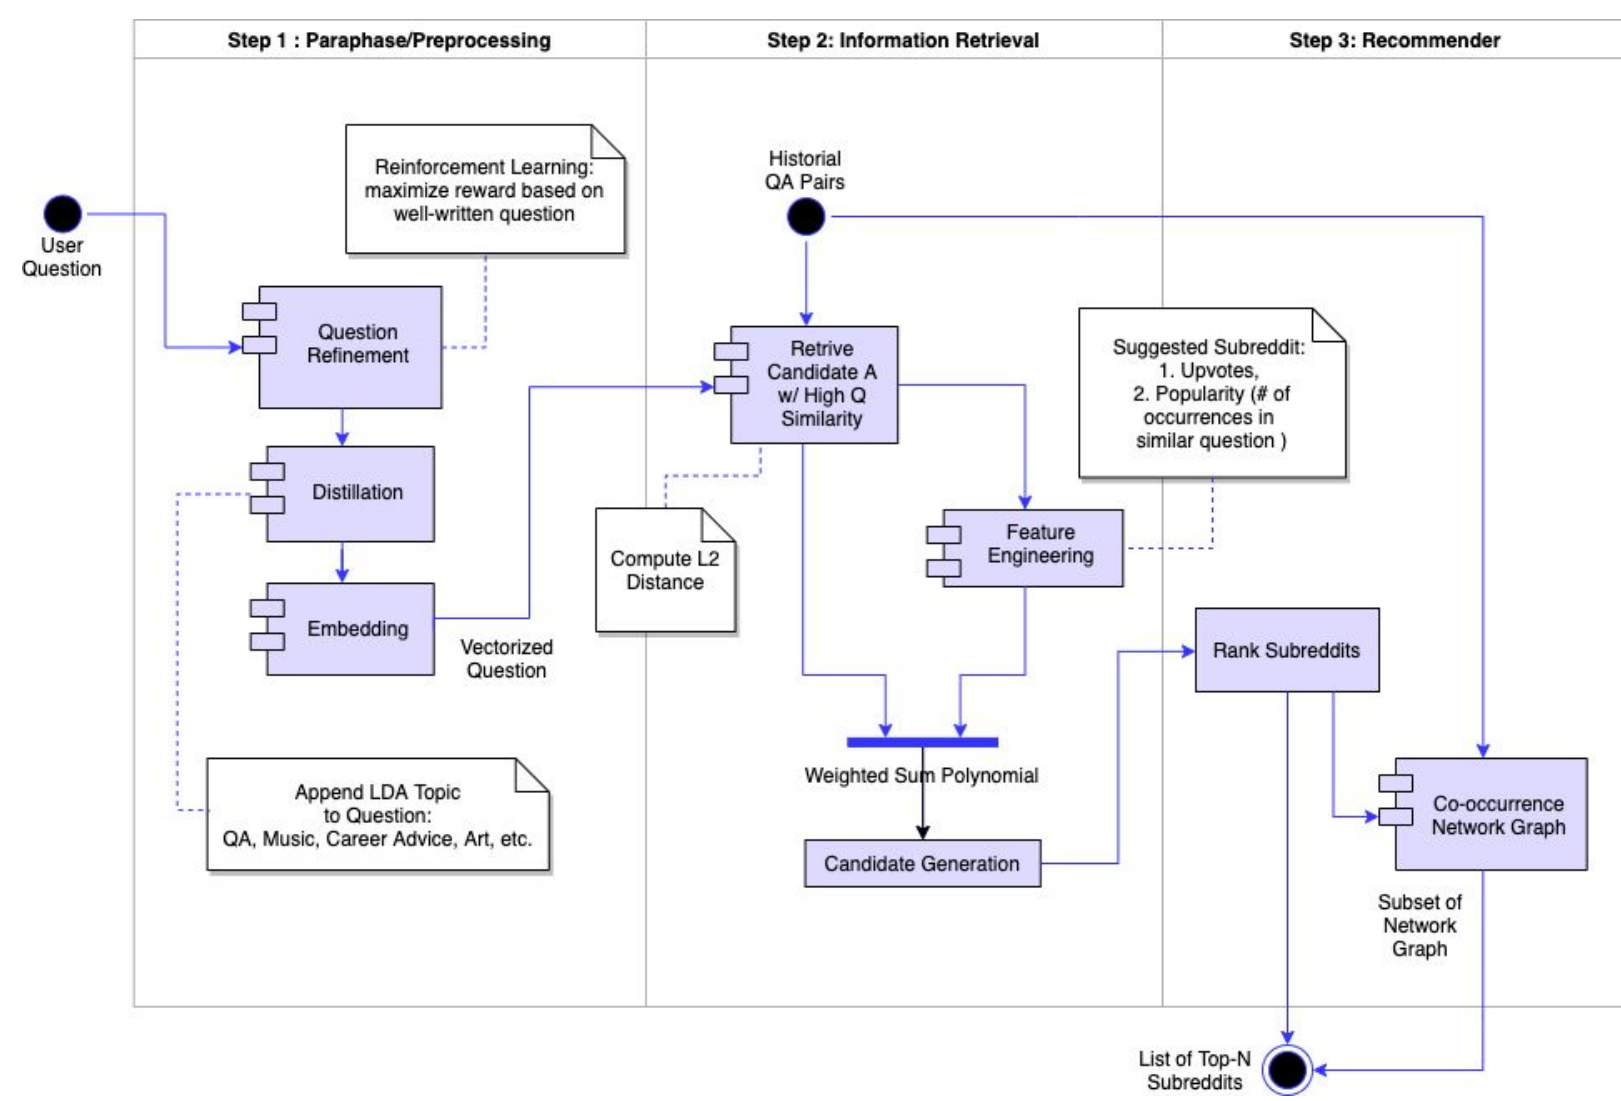 Step 1 : Paraphase/Preprocessing
Step 2: Information Retrieval
Step 3: Recommender
Reinforcement Learning:
maximize reward based on
well-written question
User
Question
Question
Refinement
Distillation
Embedding
Vectorized
Question
Append LDA Topic
to Question:
QA, Music, Career Advice, Art, etc.
Historial
QA Pairs
Retrive
Candidate A
w/ High Q
Similarity
Compute L2
Distance
Suggested Subreddit:
1. Upvotes,
2. Popularity (# of
occurrences in
similar question )
Feature
Engineering
Weighted Sum Polynomial
Candidate Generation
Rank Subreddits
Co-occurrence
Network Graph
Subset of
Network
Graph
List of Top-N
Subreddits